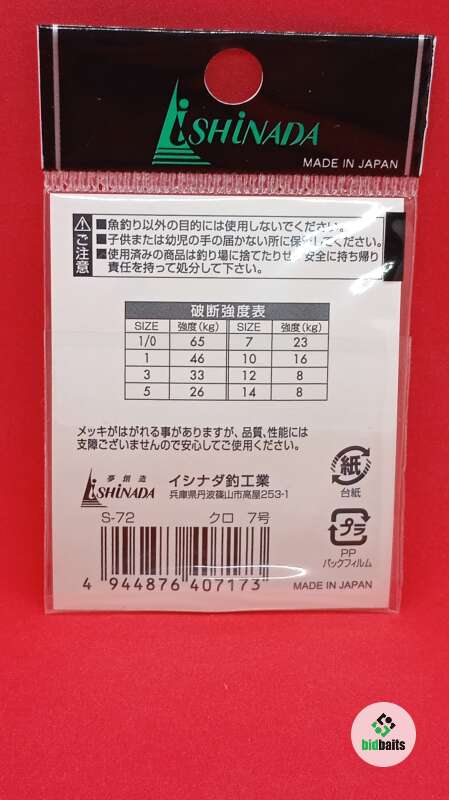 iSHiNADA
MADE IN JAPAN
⚠ご注意
■魚釣り以外の目的には使用しないでください。
■子供または幼児の手の届かない所に保
てください。
■使用済みの商品は釣り場に捨てたりせ
安全に持ち帰り
責任を持って処分して下さい。
破断強度表
SIZE 強度(kg) SIZE 強度(kg)
1/0 65 7 23
1 46 10 16
3 33 12 8
5 26 14 8
メッキがはがれる事がありますが、品質、性能には
支障ございませんので安心してご使用ください。
夢創造
iSHiNADA
イシナダ釣工業
兵庫県丹波篠山市高屋253-1
紙
台紙
S-72 クロ 7号
プラ
PP
パックフィルム
4 944876 407173
MADE IN JAPAN
bidbaits